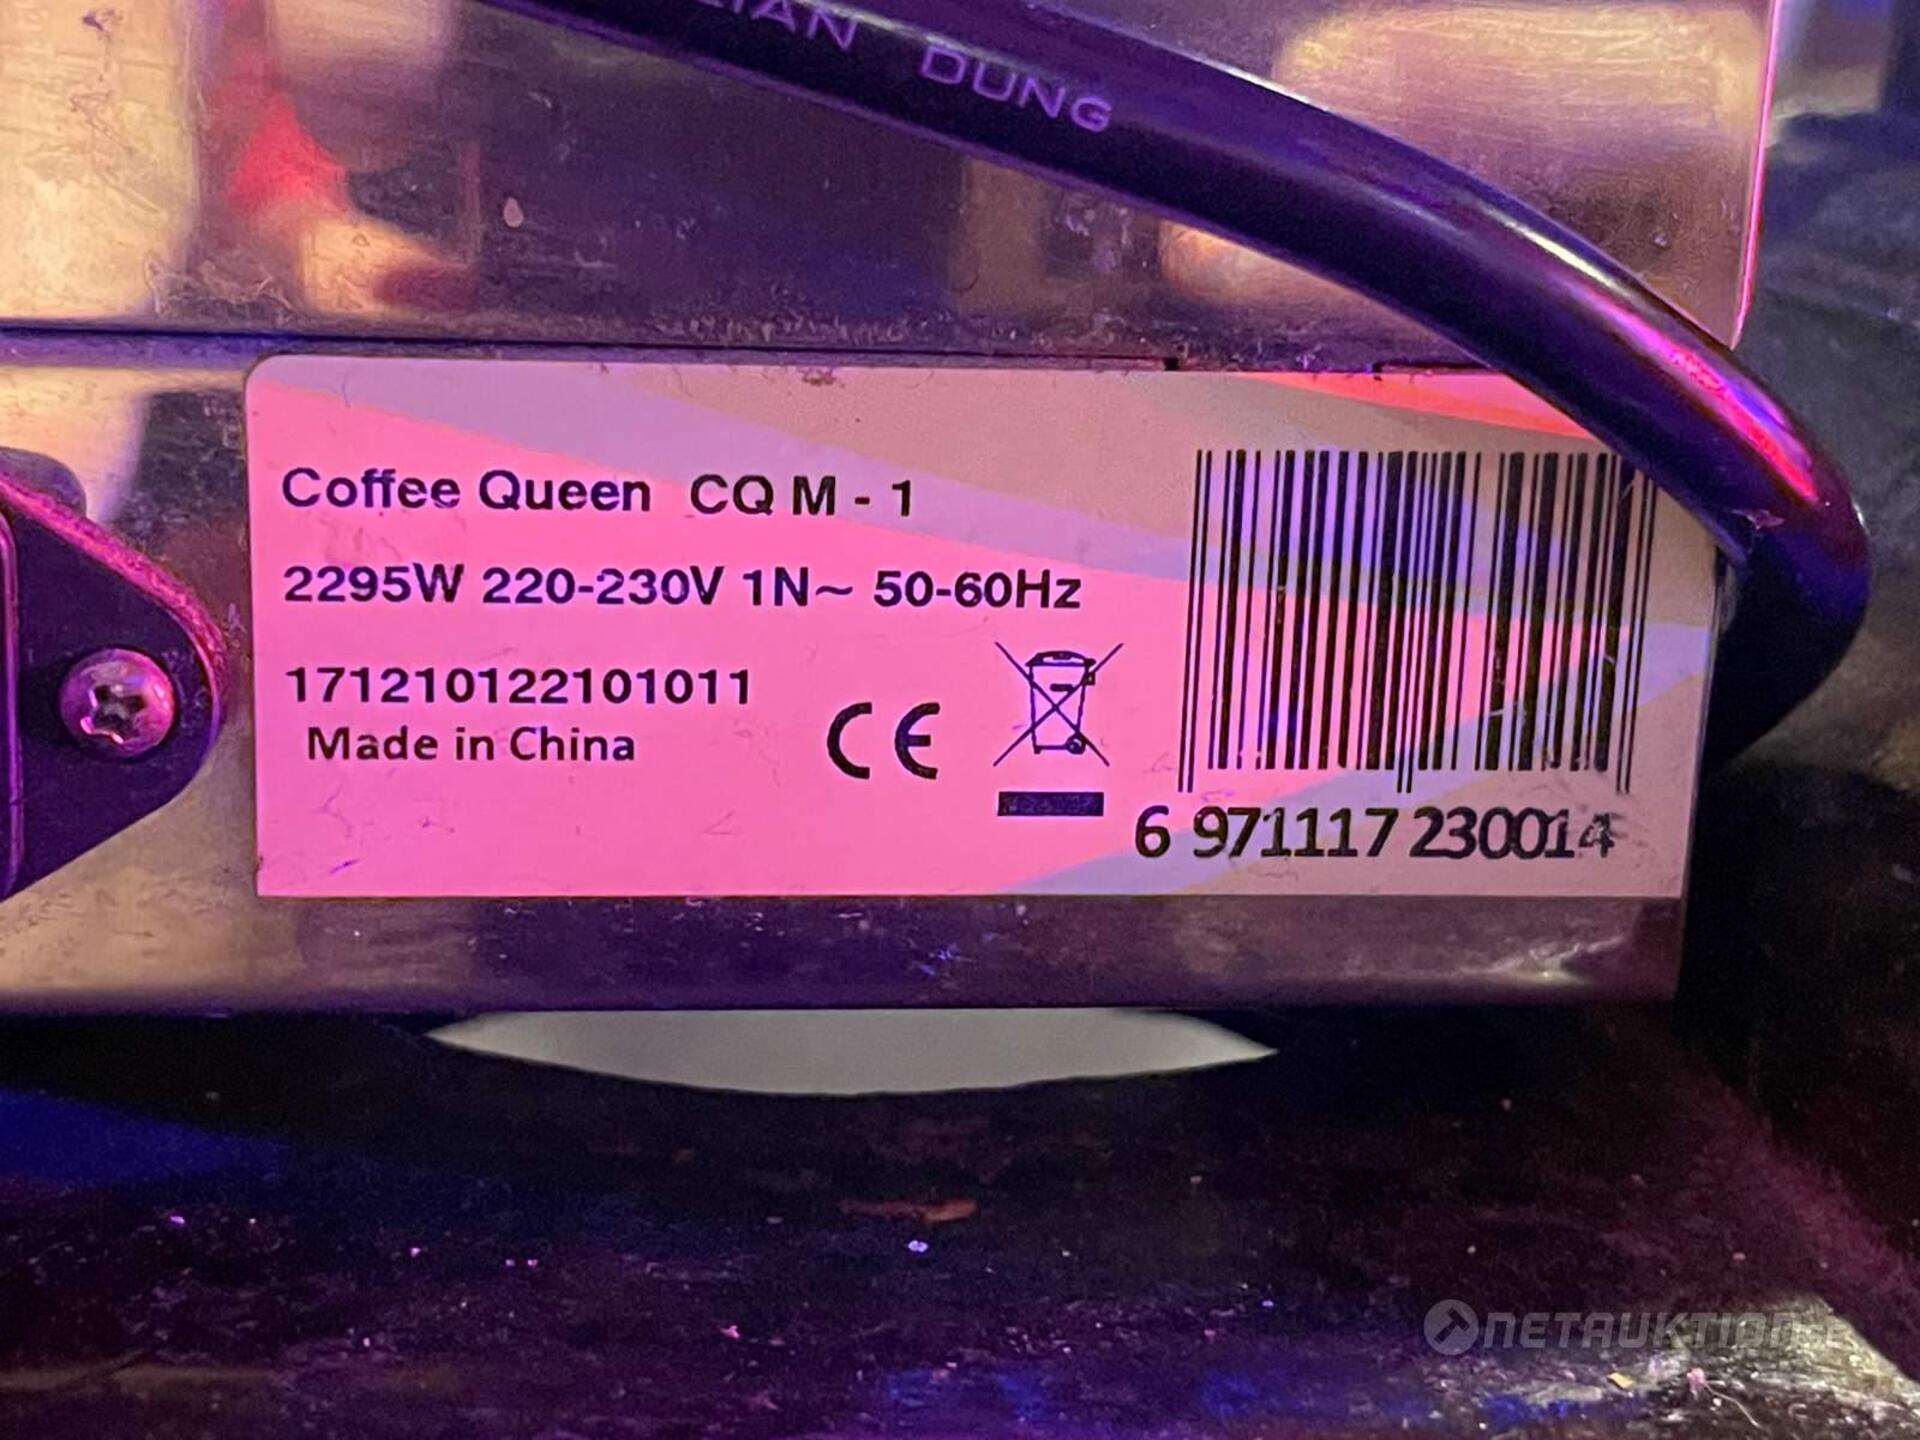 DUNG
Coffee Queen CQ M - 1
2295W 220-230V 1N~ 50-60Hz
171210122101011
Made in China
CE
6 971117 230014
NETAUKTION.SE